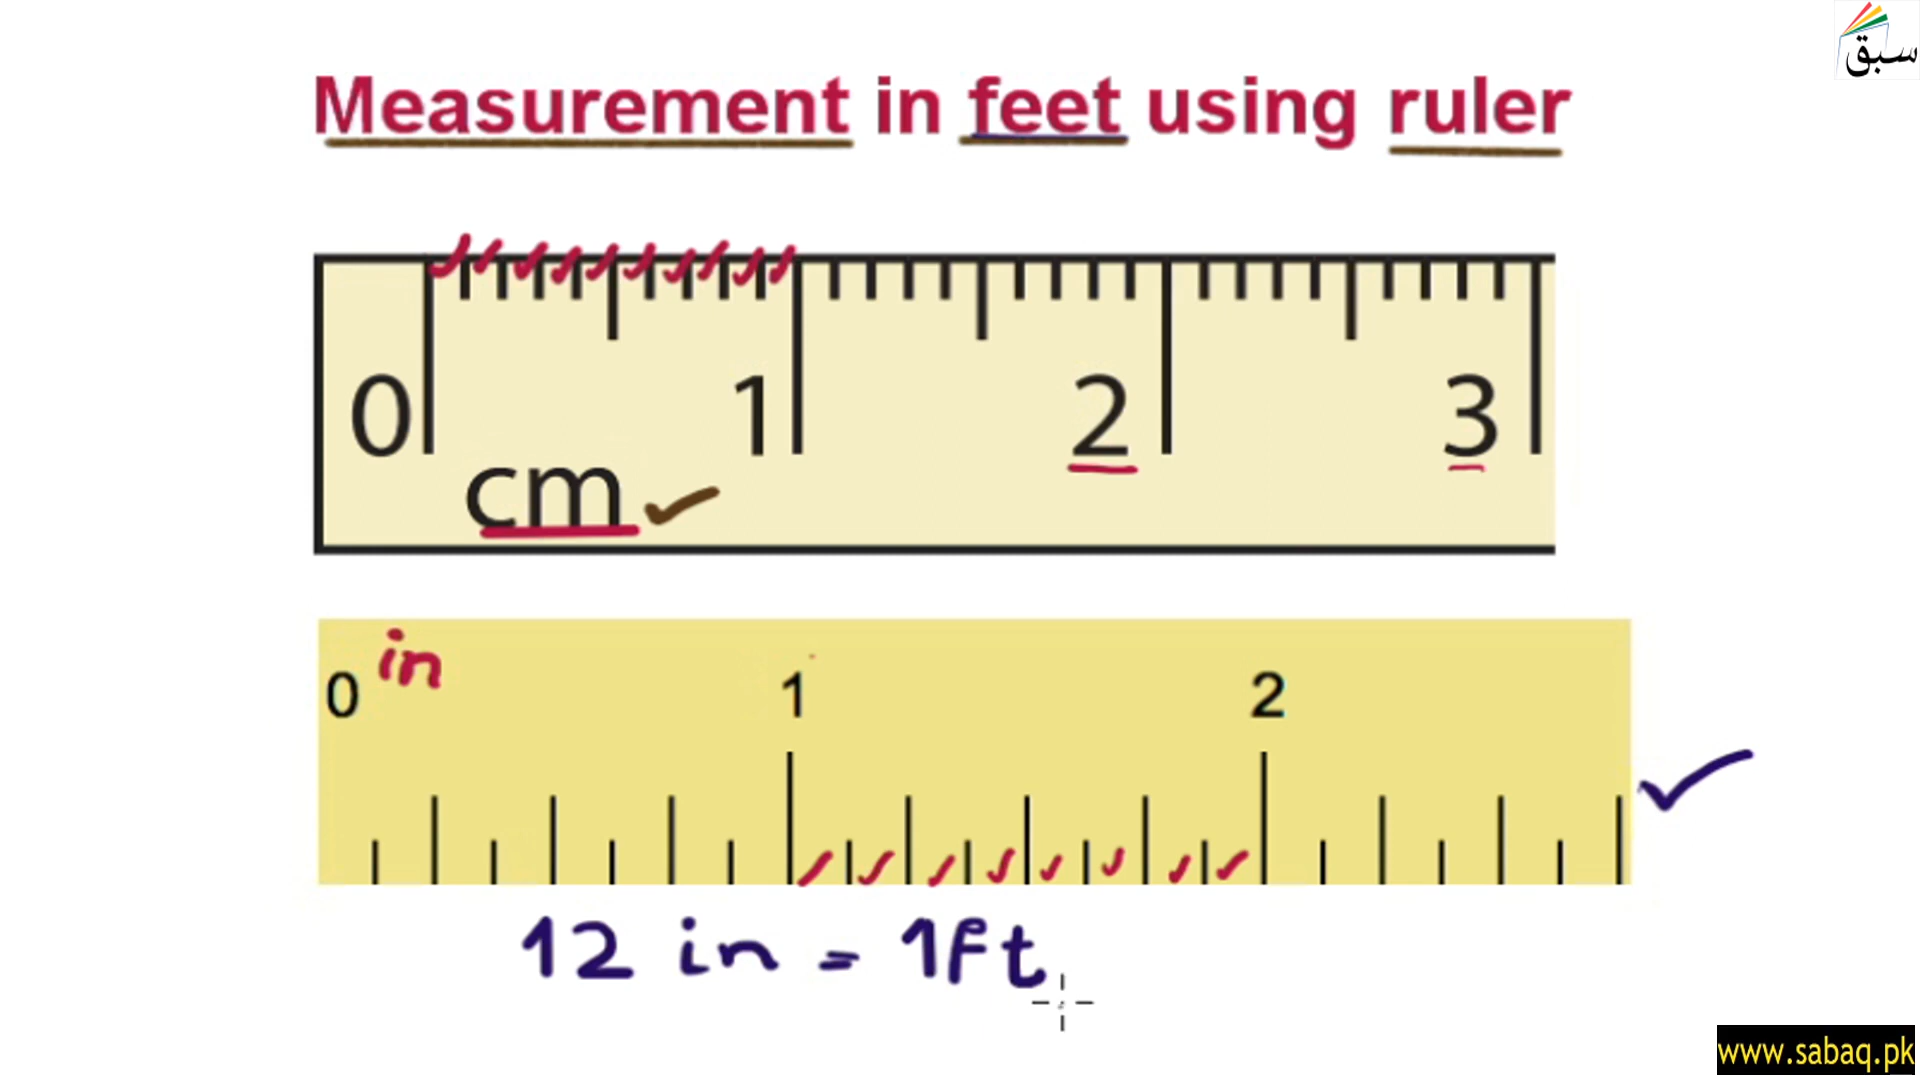 سبق
Measurement in feet using ruler
0 1 2 3
cm
in
0 1 2
12 in = 1ft
www.sabaq.pk